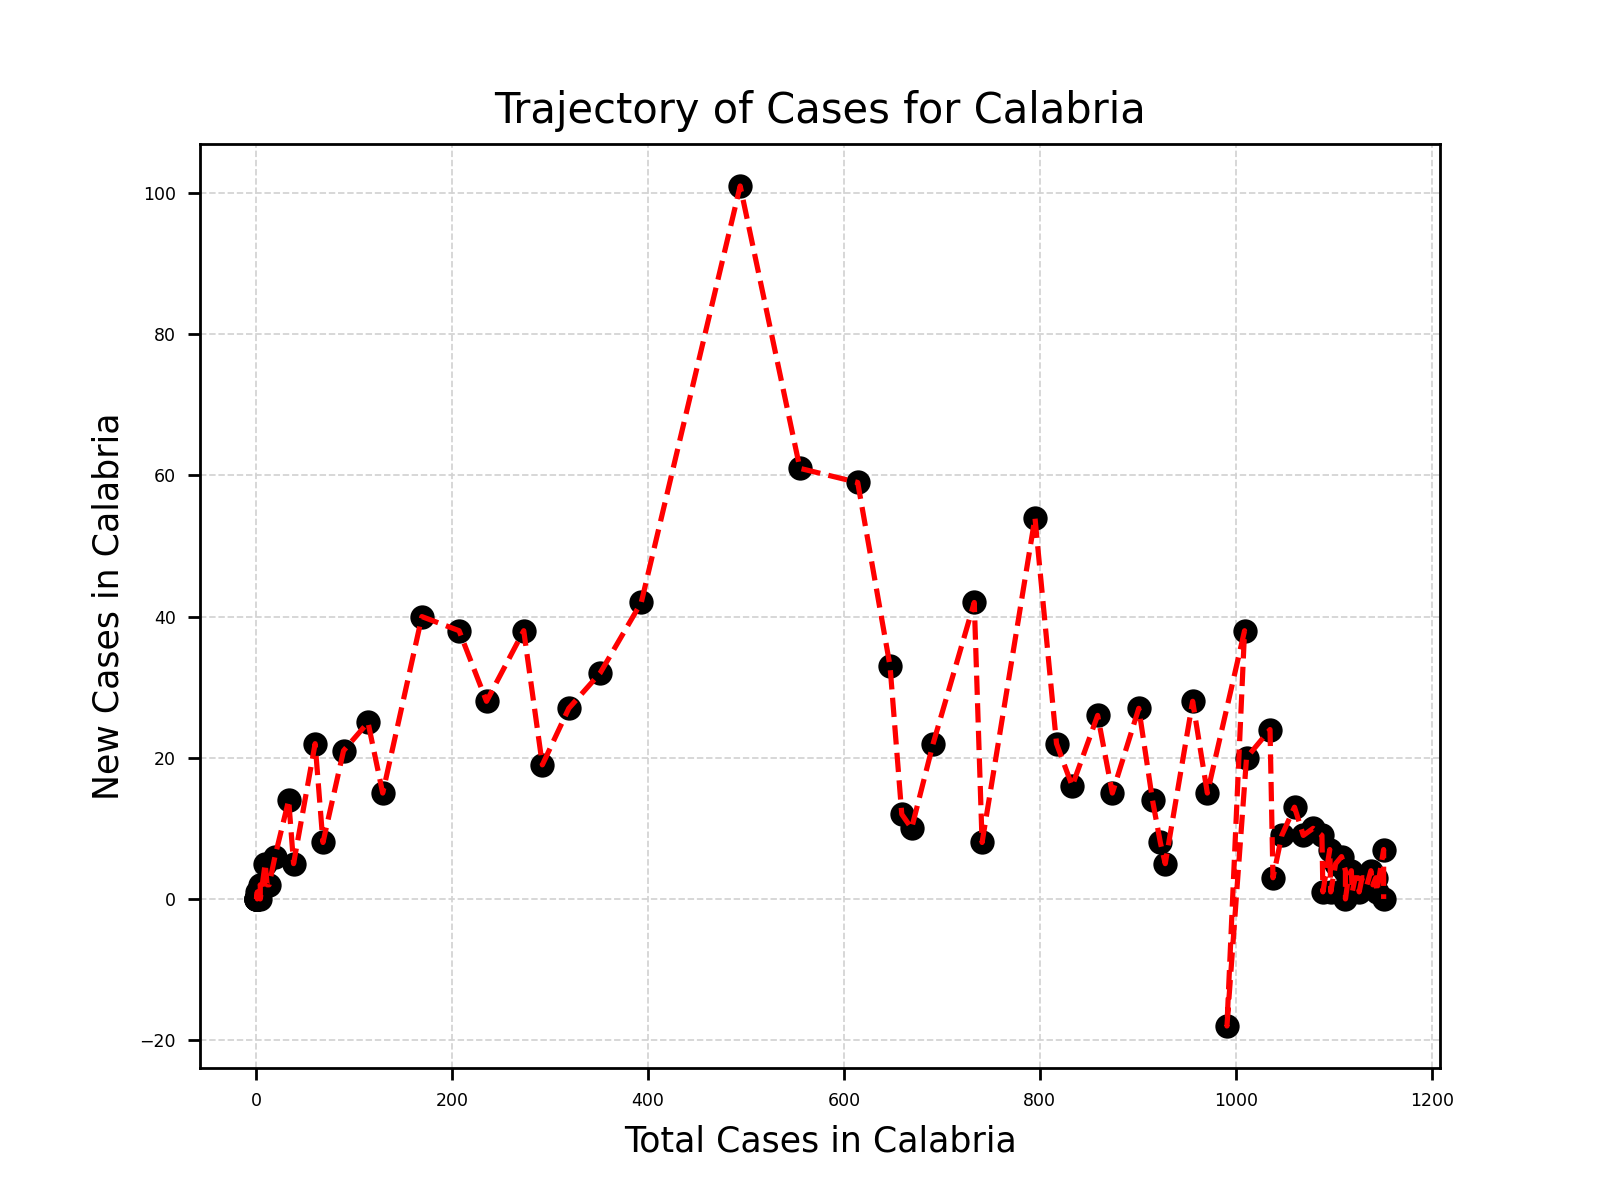 Trajectory of Cases for Calabria
100
80
60
40
20
0
−20
New Cases in Calabria
0 200 400 600 800 1000 1200
Total Cases in Calabria